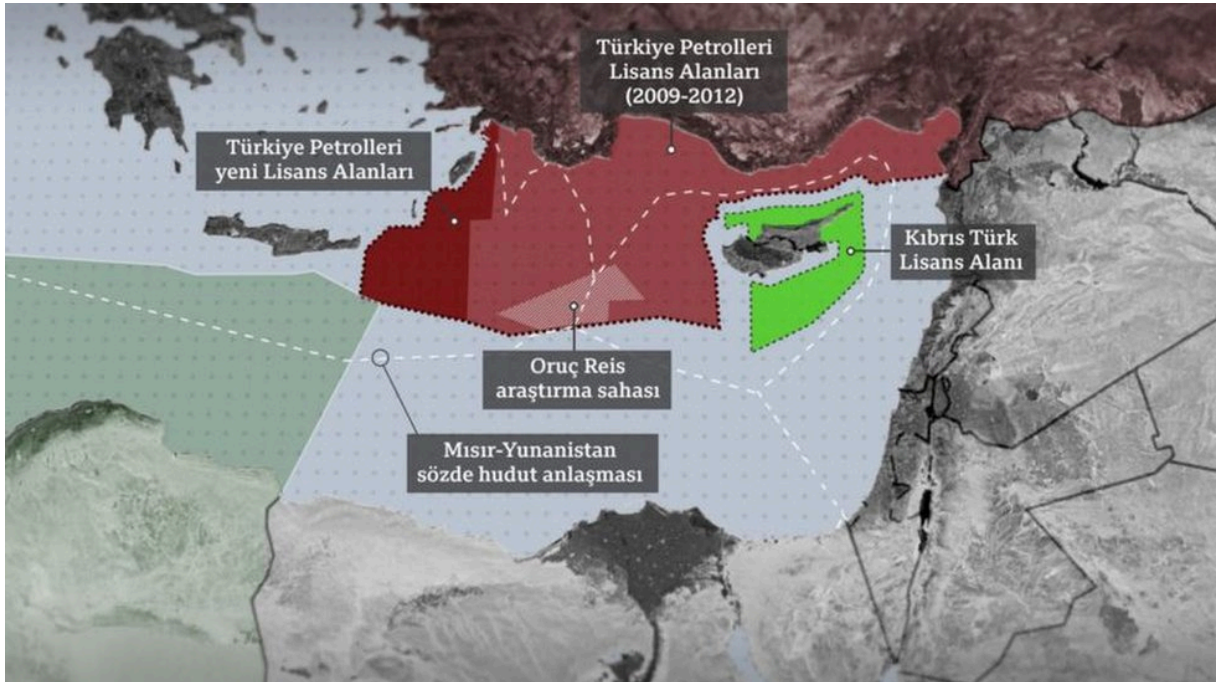 Türkiye Petrolleri
Lisans Alanları
(2009-2012)
Türkiye Petrolleri
yeni Lisans Alanları
Kıbrıs Türk
Lisans Alanı
Oruç Reis
araştırma sahası
Mısır-Yunanistan
sözde hudut anlaşması